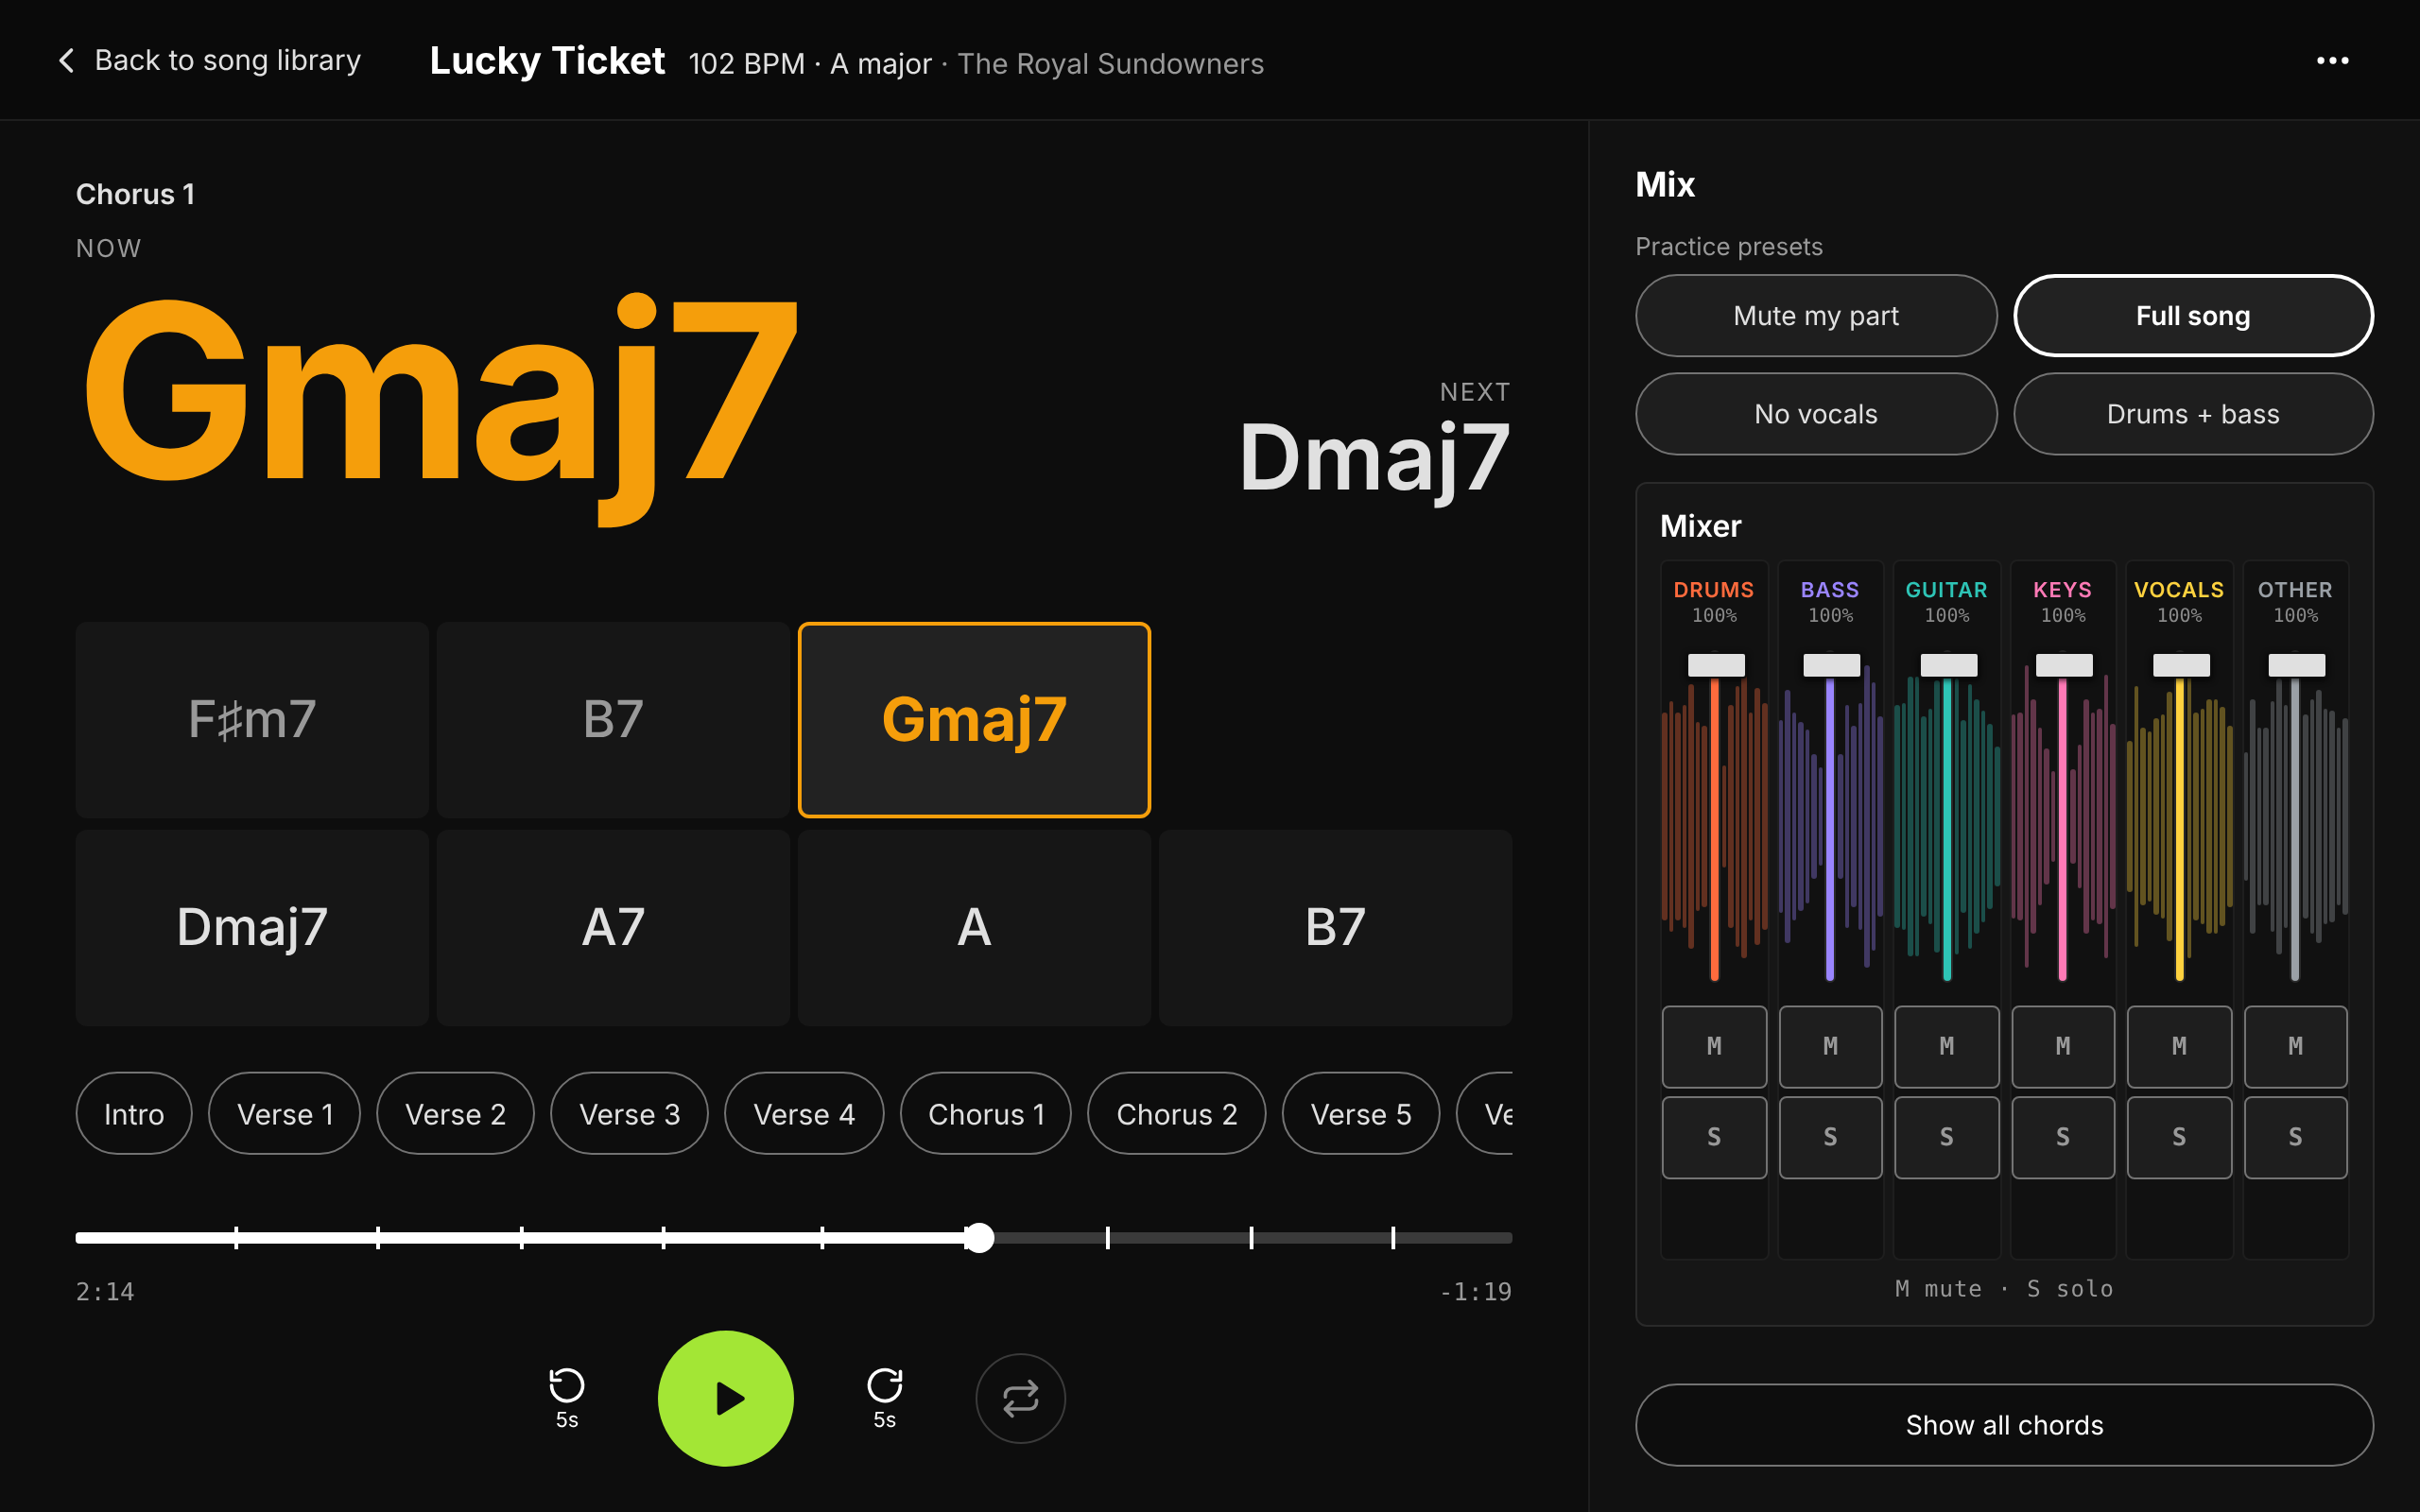 Back to song library
Lucky Ticket 102 BPM · A major · The Royal Sundowners
Chorus 1
NOW
Gmaj7
NEXT
Dmaj7
F♯m7 B7 Gmaj7
Dmaj7 A7 A B7
Intro Verse 1 Verse 2 Verse 3 Verse 4 Chorus 1 Chorus 2 Verse 5 Ve
2:14 -1:19
5s 5s
Mix
Practice presets
Mute my part Full song
No vocals Drums + bass
Mixer
DRUMS BASS GUITAR KEYS VOCALS OTHER
100% 100% 100% 100% 100% 100%
M M M M M M
S S S S S S
M mute · S solo
Show all chords